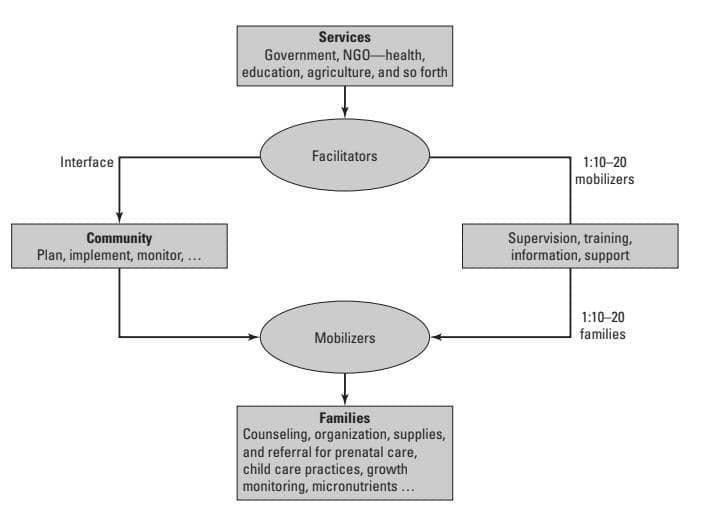 Services
Government, NGO—health,
education, agriculture, and so forth
Facilitators
Interface
1:10–20
mobilizers
Community
Plan, implement, monitor, …
Supervision, training,
information, support
1:10–20
families
Mobilizers
Families
Counseling, organization, supplies,
and referral for prenatal care,
child care practices, growth
monitoring, micronutrients …